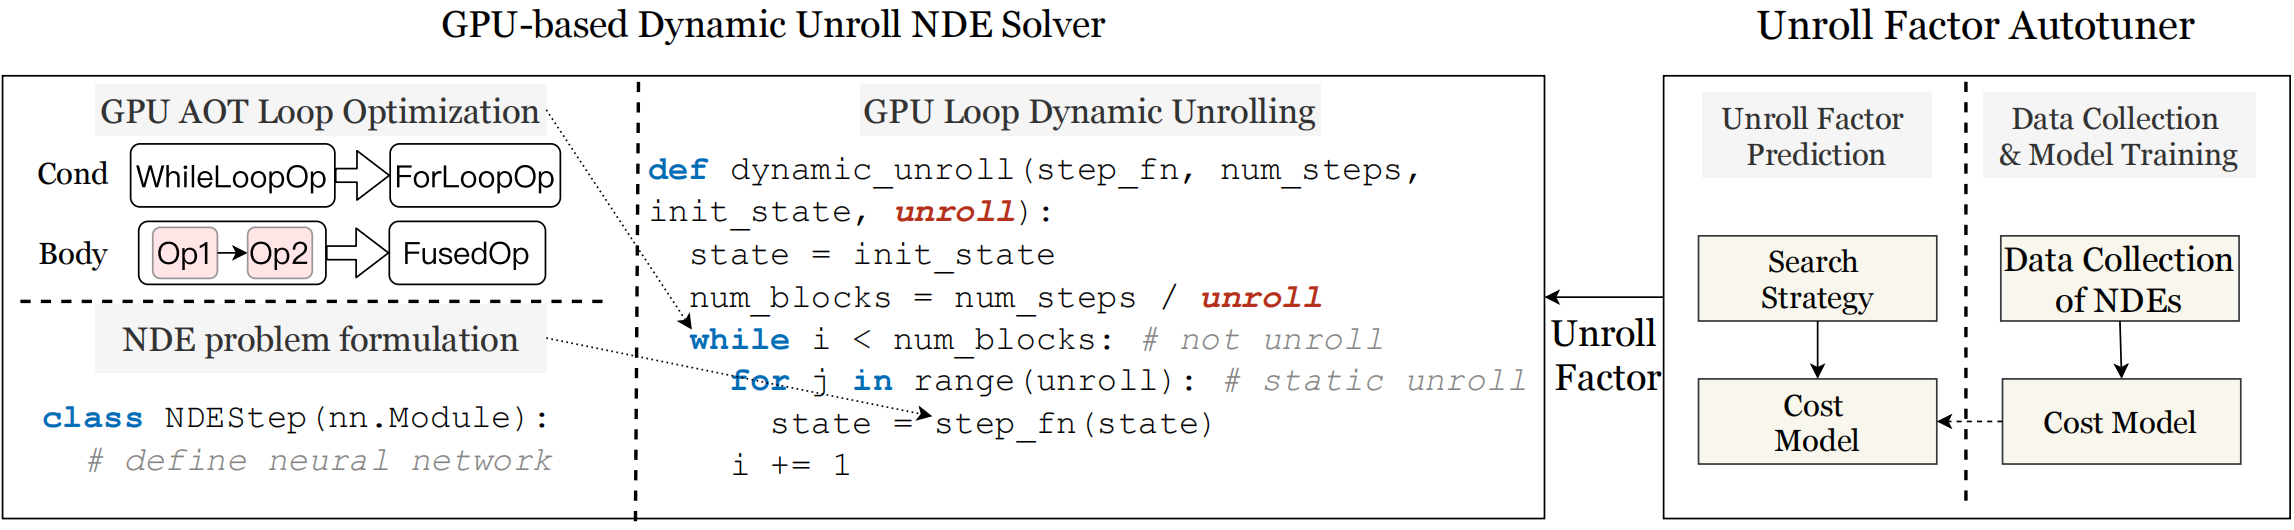 GPU-based Dynamic Unroll NDE Solver
Unroll Factor Autotuner
GPU AOT Loop Optimization
Cond
WhileLoopOp
ForLoopOp
Body
Op1
Op2
FusedOp
NDE problem formulation
class NDEStep(nn.Module):
# define neural network
GPU Loop Dynamic Unrolling
def dynamic_unroll(step_fn, num_steps,
init_state, unroll):
state = init_state
num_blocks = num_steps / unroll
while i < num_blocks: # not unroll
for j in range(unroll): # static unroll
state = step_fn(state)
i += 1
Unroll
Factor
Unroll Factor
Prediction
Search
Strategy
Cost
Model
Data Collection
& Model Training
Data Collection
of NDEs
Cost Model